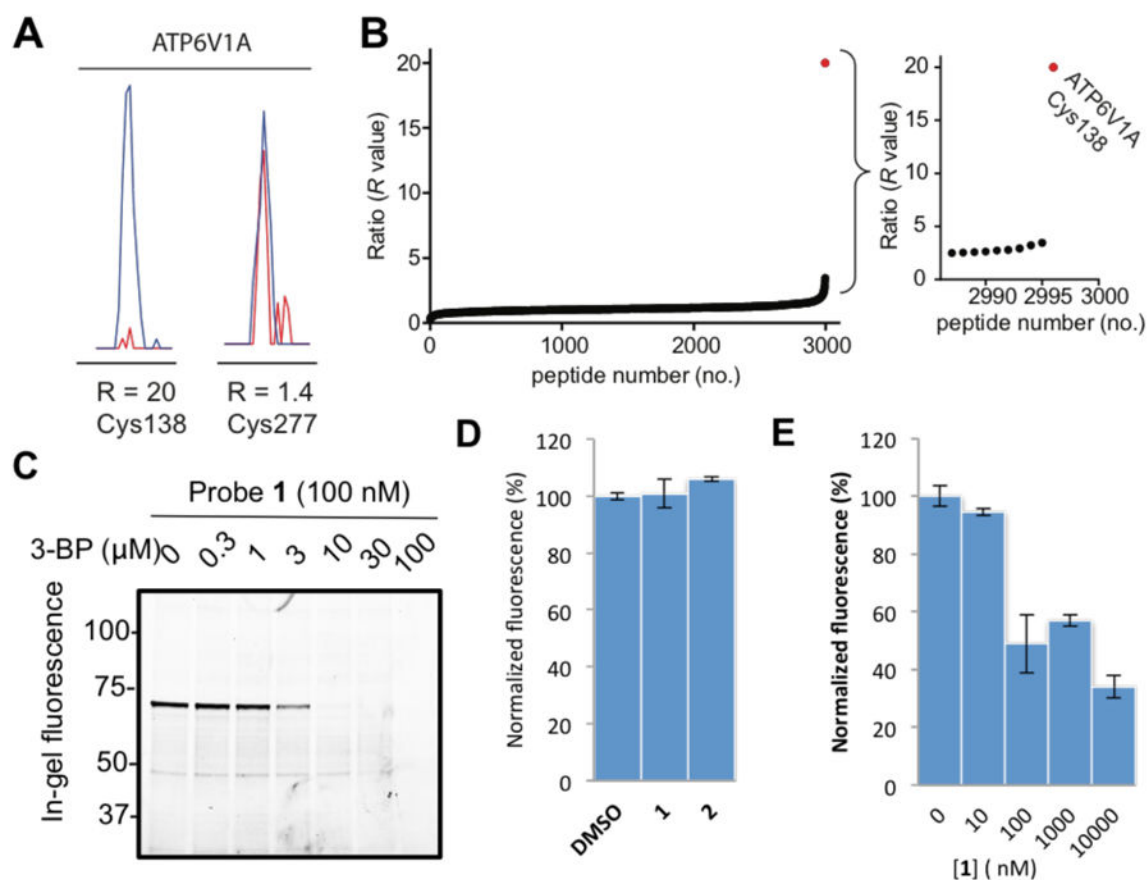 A
ATP6V1A
R = 20
Cys138
R = 1.4
Cys277
B
Ratio (R value)
20
15
10
5
0
0
1000
2000
3000
peptide number (no.)
Ratio (R value)
20
15
10
5
0
2990
2995
3000
peptide number (no.)
ATP6V1A
Cys138
C
Probe 1 (100 nM)
3-BP (μM)
0
0.3
1
3
10
30
100
In-gel fluorescence
100-
75-
50-
37-
D
Normalized fluorescence (%)
120
100
80
60
40
20
0
DMSO
1
2
E
Normalized fluorescence (%)
120
100
80
60
40
20
0
0
10
100
1000
10000
[1] ( nM)